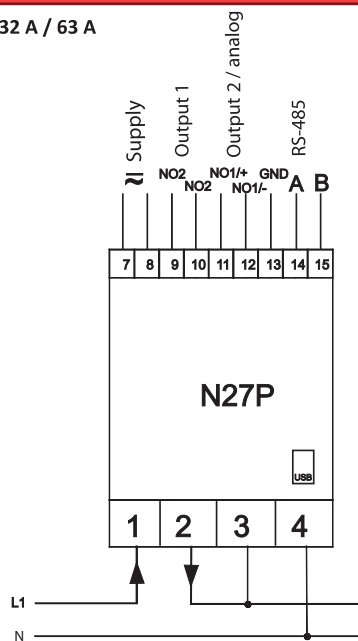 32 A / 63 A
Supply
Output 1
Output 2 / analog
RS-485
NO2
NO2
NO1/+
NO1/-
GND
A B
7 8 9 10 11 12 13 14 15
N27P
USB
1 2 3 4
L1
N